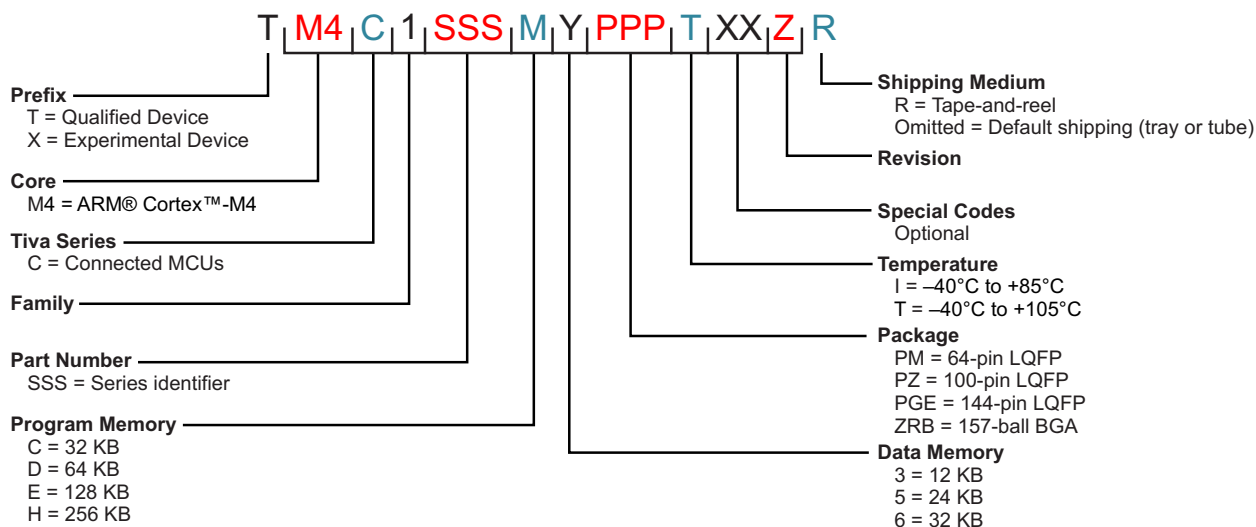 T M4 C 1 SSS M Y PPP T XX Z R
Prefix
T = Qualified Device
X = Experimental Device
Core
M4 = ARM® Cortex™-M4
Tiva Series
C = Connected MCUs
Family
Part Number
SSS = Series identifier
Program Memory
C = 32 KB
D = 64 KB
E = 128 KB
H = 256 KB
Shipping Medium
R = Tape-and-reel
Omitted = Default shipping (tray or tube)
Revision
Special Codes
Optional
Temperature
I = –40°C to +85°C
T = –40°C to +105°C
Package
PM = 64-pin LQFP
PZ = 100-pin LQFP
PGE = 144-pin LQFP
ZRB = 157-ball BGA
Data Memory
3 = 12 KB
5 = 24 KB
6 = 32 KB